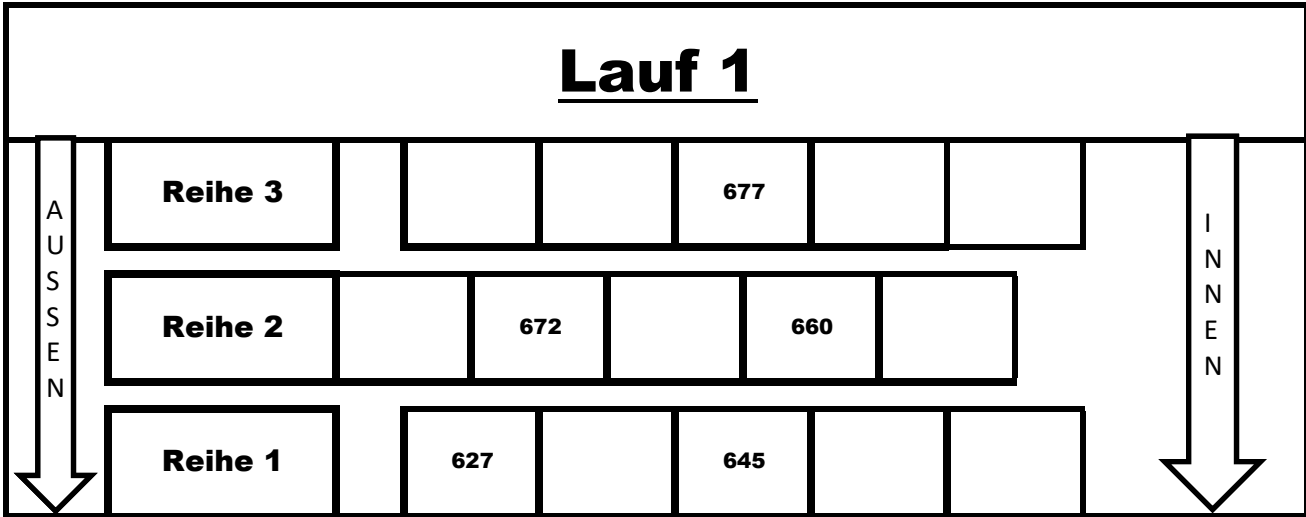 Lauf 1
AUSSEN
Reihe 3 677
INNEN
Reihe 2 672 660
Reihe 1 627 645